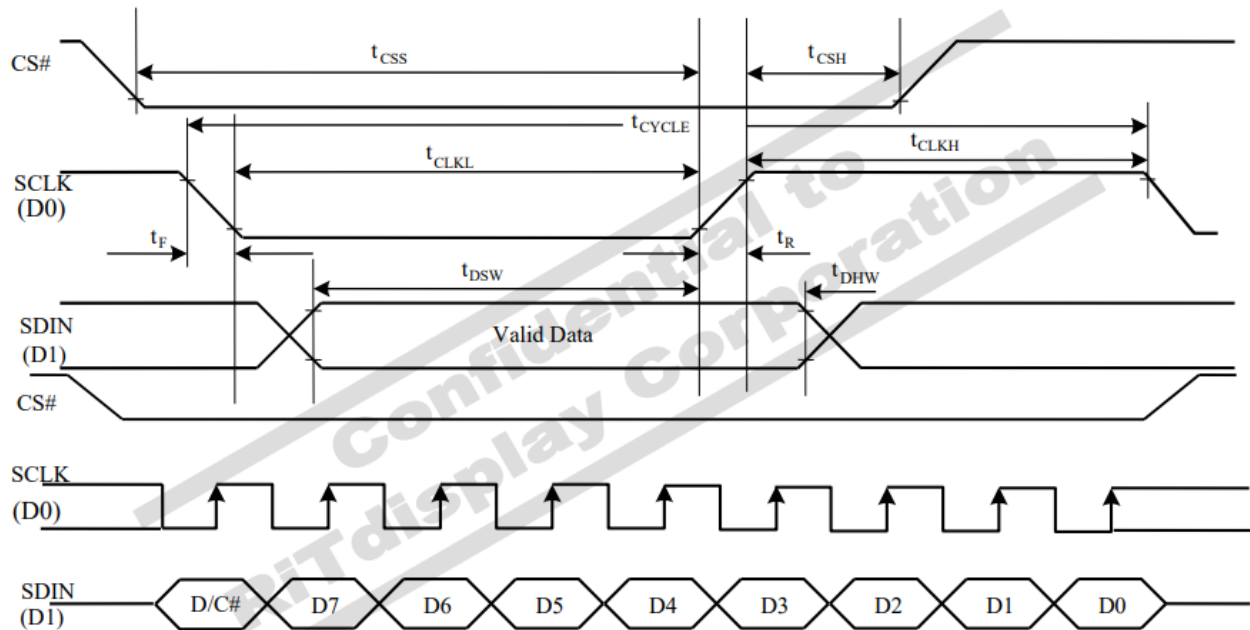 CS#
tCSS
tCSH
tCYCLE
tCLKL
tCLKH
SCLK
(D0)
tF
tR
tDSW
tDHW
SDIN
(D1)
Valid Data
CS#
SCLK
(D0)
SDIN
(D1)
D/C# D7 D6 D5 D4 D3 D2 D1 D0
Confidential to
RiTdisplay Corporation